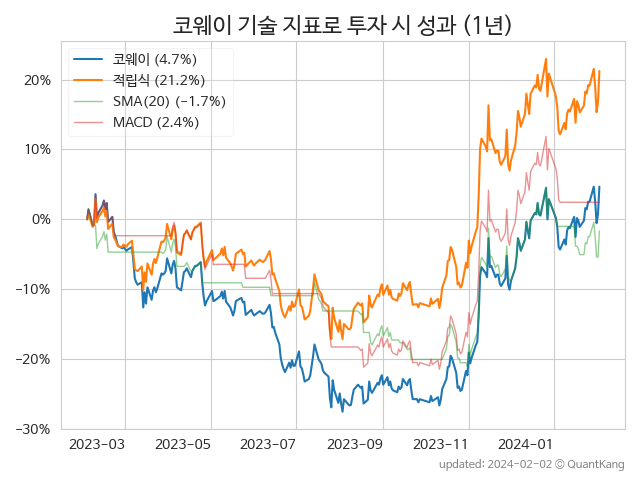 코웨이 기술 지표로 투자 시 성과 (1년)
코웨이 (4.7%)
적립식 (21.2%)
SMA(20) (−1.7%)
MACD (2.4%)
20%
10%
0%
−10%
−20%
−30%
2023-03 2023-05 2023-07 2023-09 2023-11 2024-01
updated: 2024-02-02 ⓒ QuantKang